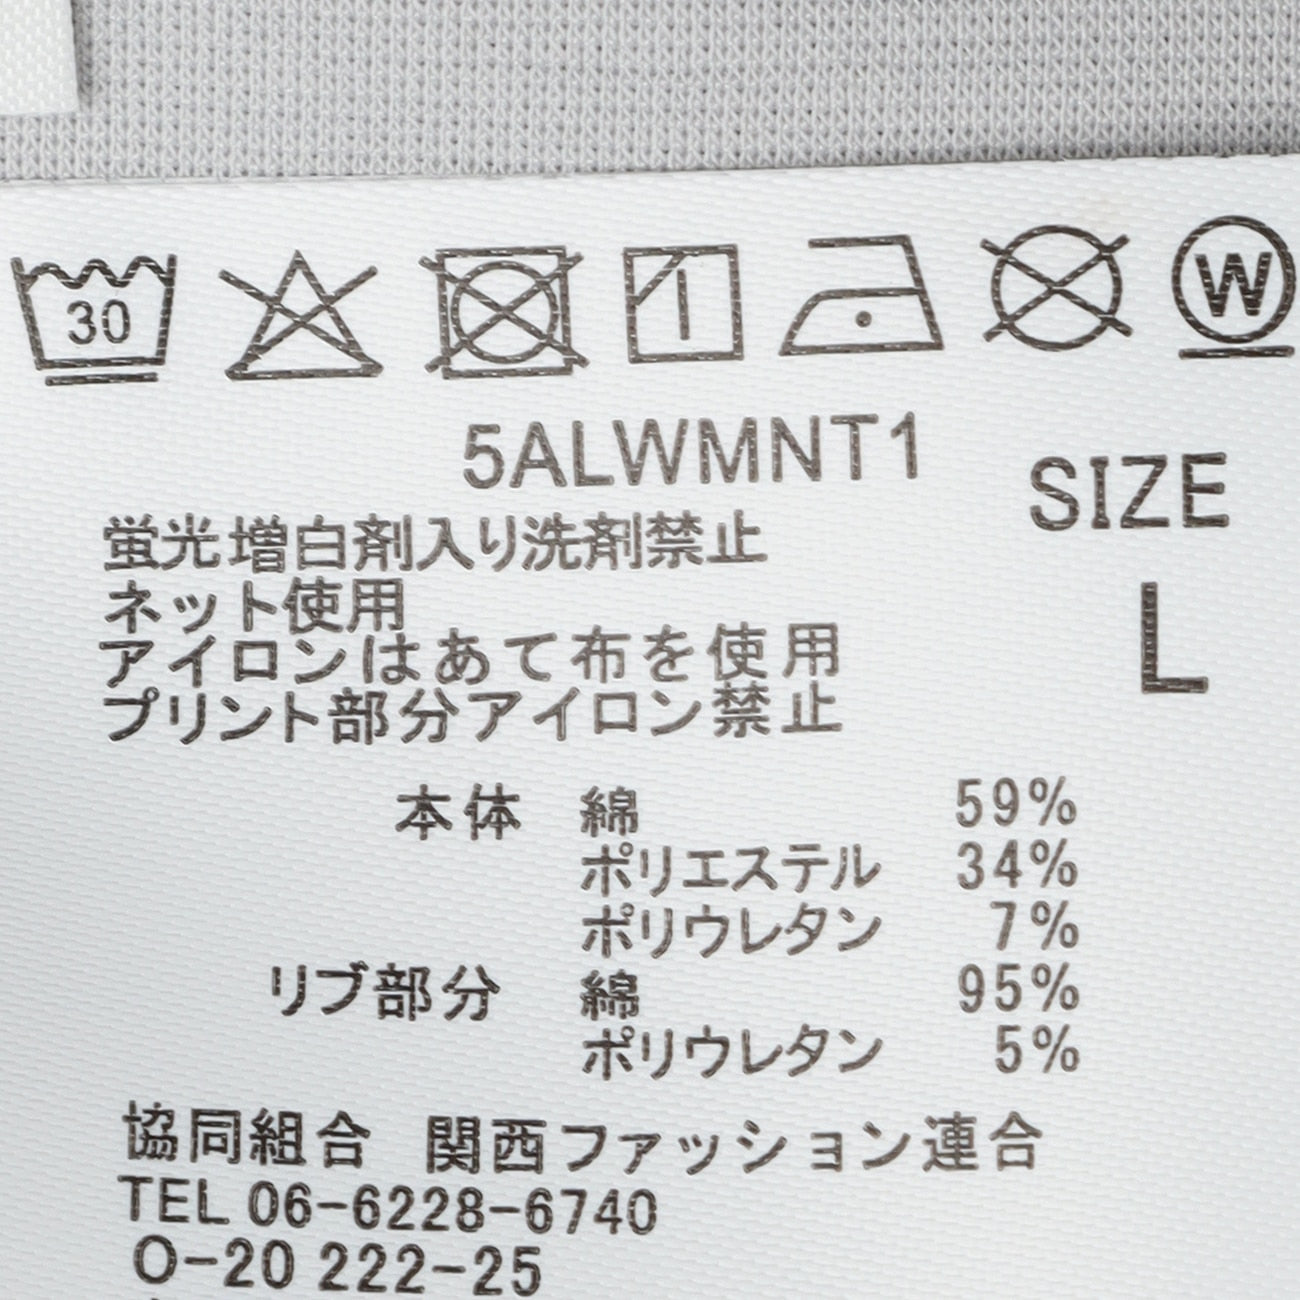 30
W
5ALWMNT1
SIZE
L
蛍光増白剤入り洗剤禁止
ネット使用
アイロンはあて布を使用
プリント部分アイロン禁止
本体 綿 59%
ポリエステル 34%
ポリウレタン 7%
リブ部分 綿 95%
ポリウレタン 5%
協同組合 関西ファッション連合
TEL 06-6228-6740
O-20 222-25